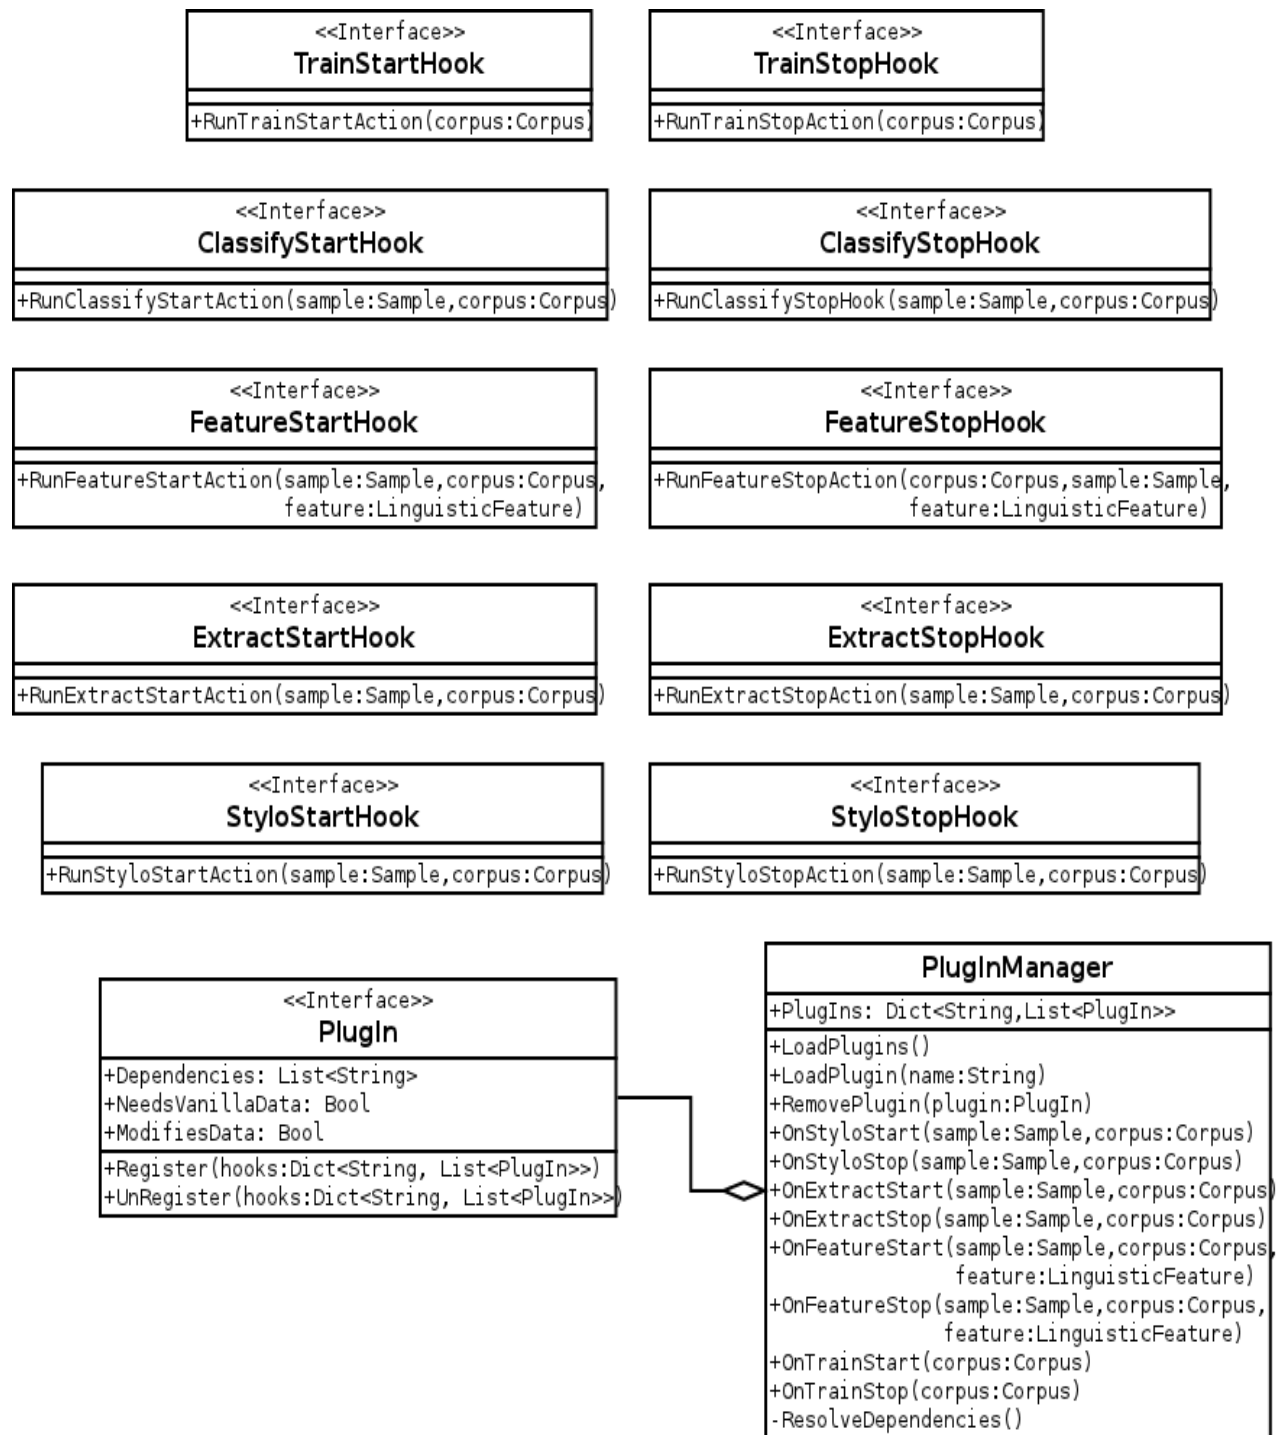 <<Interface>>
TrainStartHook
+RunTrainStartAction(corpus:Corpus)
<<Interface>>
TrainStopHook
+RunTrainStopAction(corpus:Corpus)
<<Interface>>
ClassifyStartHook
+RunClassifyStartAction(sample:Sample,corpus:Corpus)
<<Interface>>
ClassifyStopHook
+RunClassifyStopHook(sample:Sample,corpus:Corpus)
<<Interface>>
FeatureStartHook
+RunFeatureStartAction(sample:Sample,corpus:Corpus,
feature:LinguisticFeature)
<<Interface>>
FeatureStopHook
+RunFeatureStopAction(corpus:Corpus,sample:Sample,
feature:LinguisticFeature)
<<Interface>>
ExtractStartHook
+RunExtractStartAction(sample:Sample,corpus:Corpus)
<<Interface>>
ExtractStopHook
+RunExtractStopAction(sample:Sample,corpus:Corpus)
<<Interface>>
StyloStartHook
+RunStyloStartAction(sample:Sample,corpus:Corpus)
<<Interface>>
StyloStopHook
+RunStyloStopAction(sample:Sample,corpus:Corpus)
<<Interface>>
PlugIn
+Dependencies: List<String>
+NeedsVanillaData: Bool
+ModifiesData: Bool
+Register(hooks:Dict<String, List<PlugIn>>)
+UnRegister(hooks:Dict<String, List<PlugIn>>)
PlugInManager
+PlugIns: Dict<String,List<PlugIn>>
+LoadPlugins()
+LoadPlugin(name:String)
+RemovePlugin(plugin:PlugIn)
+OnStyloStart(sample:Sample,corpus:Corpus)
+OnStyloStop(sample:Sample,corpus:Corpus)
+OnExtractStart(sample:Sample,corpus:Corpus)
+OnExtractStop(sample:Sample,corpus:Corpus)
+OnFeatureStart(sample:Sample,corpus:Corpus,
feature:LinguisticFeature)
+OnFeatureStop(sample:Sample,corpus:Corpus,
feature:LinguisticFeature)
+OnTrainStart(corpus:Corpus)
+OnTrainStop(corpus:Corpus)
-ResolveDependencies()